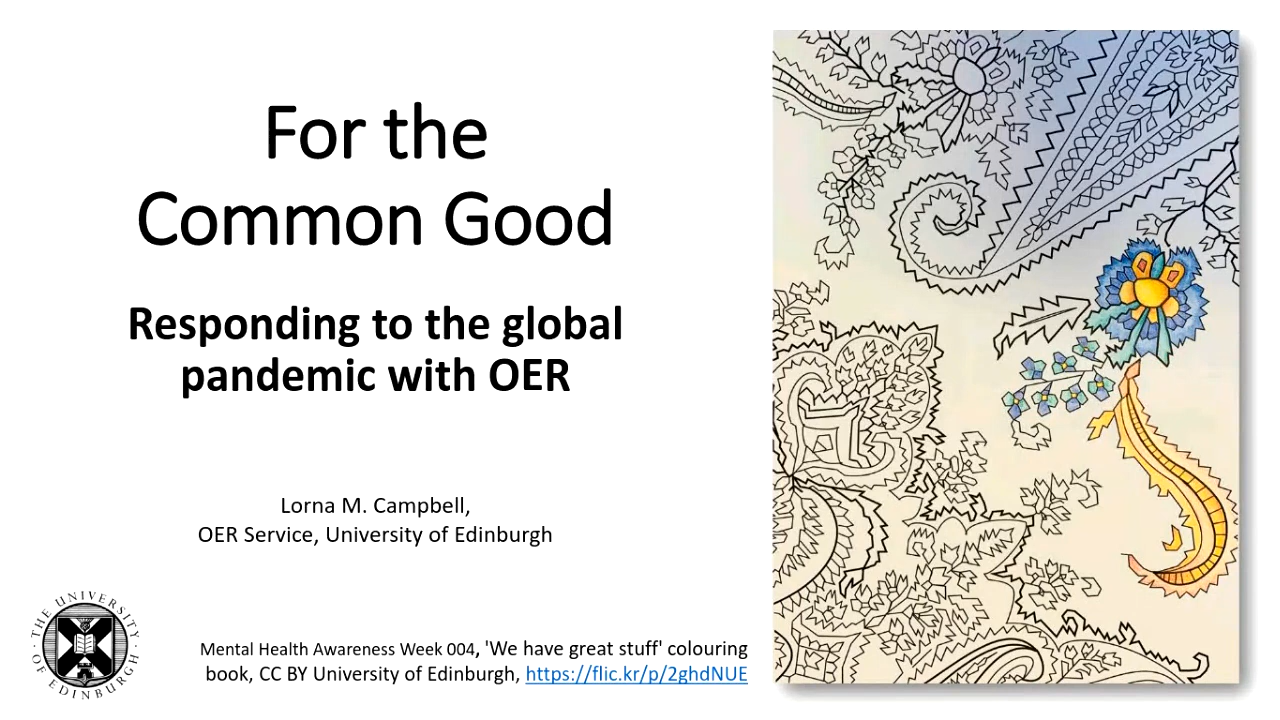 For the
Common Good
Responding to the global
pandemic with OER
Lorna M. Campbell,
OER Service, University of Edinburgh
THE UNIVERSITY
OF EDINBURGH
Mental Health Awareness Week 004, 'We have great stuff' colouring
book, CC BY University of Edinburgh, https://flic.kr/p/2ghdNUE